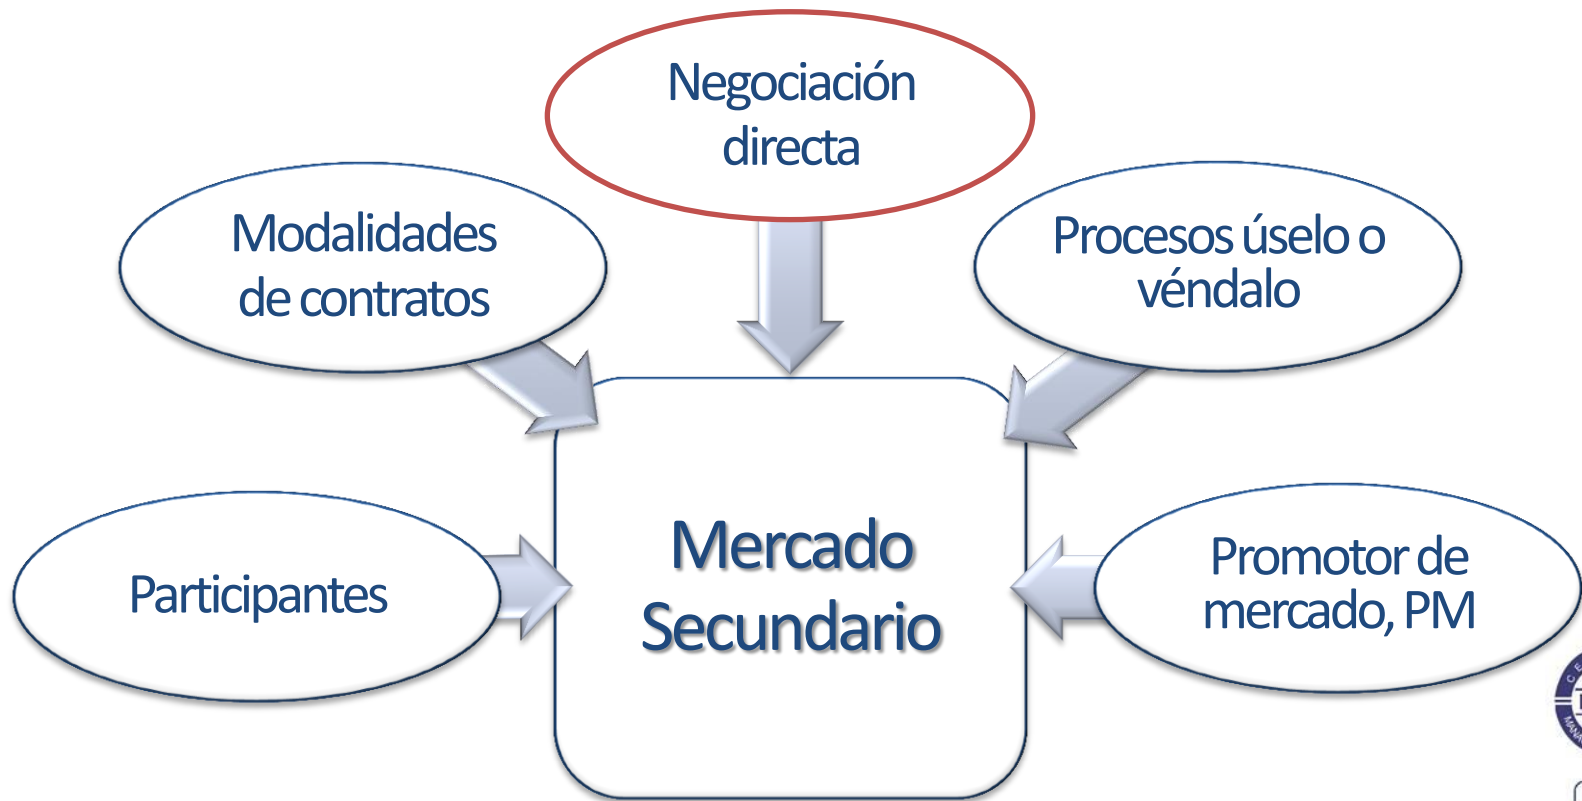 Negociación
directa
Modalidades
de contratos
Procesos úselo o
véndalo
Participantes
Mercado
Secundario
Promotor de
mercado, PM